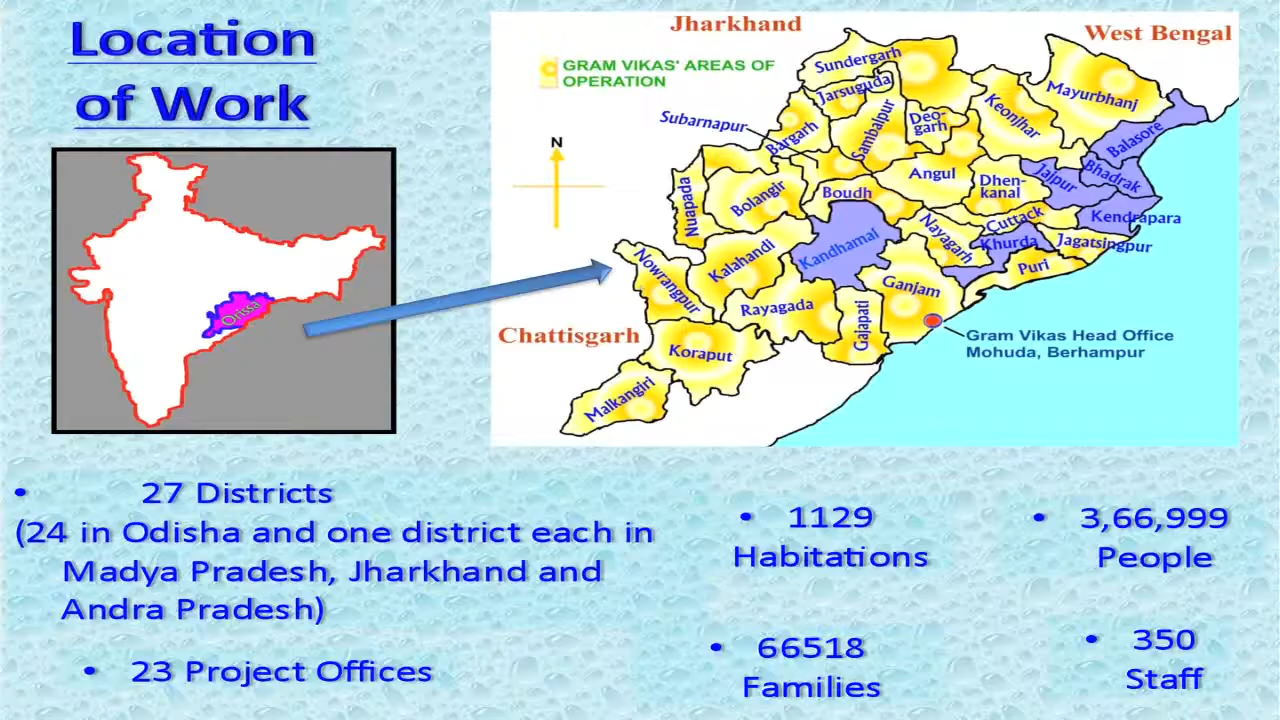 Location
of Work
Jharkhand
West Bengal
GRAM VIKAS' AREAS OF
OPERATION
N
Sundergarh
Jarsuguda
Subarnapur
Bargarh
Sambalpur
Deo-
garh
Keonjhar
Mayurbhanj
Balasore
Bhadrak
Jajpur
Nuapada
Bolangir
Boudh
Angul
Dhen-
kanal
Kendrapara
Cuttack
Jagatsingpur
Khurda
Nayagarh
Puri
Kandhamal
Kalahandi
Nowrangpur
Rayagada
Gajapati
Ganjam
Orissa
Chattisgarh
Koraput
Malkangiri
Gram Vikas Head Office
Mohuda, Berhampur
• 27 Districts
(24 in Odisha and one district each in
Madya Pradesh, Jharkhand and
Andra Pradesh)
• 23 Project Offices
• 1129
Habitations
• 3,66,999
People
• 66518
Families
• 350
Staff